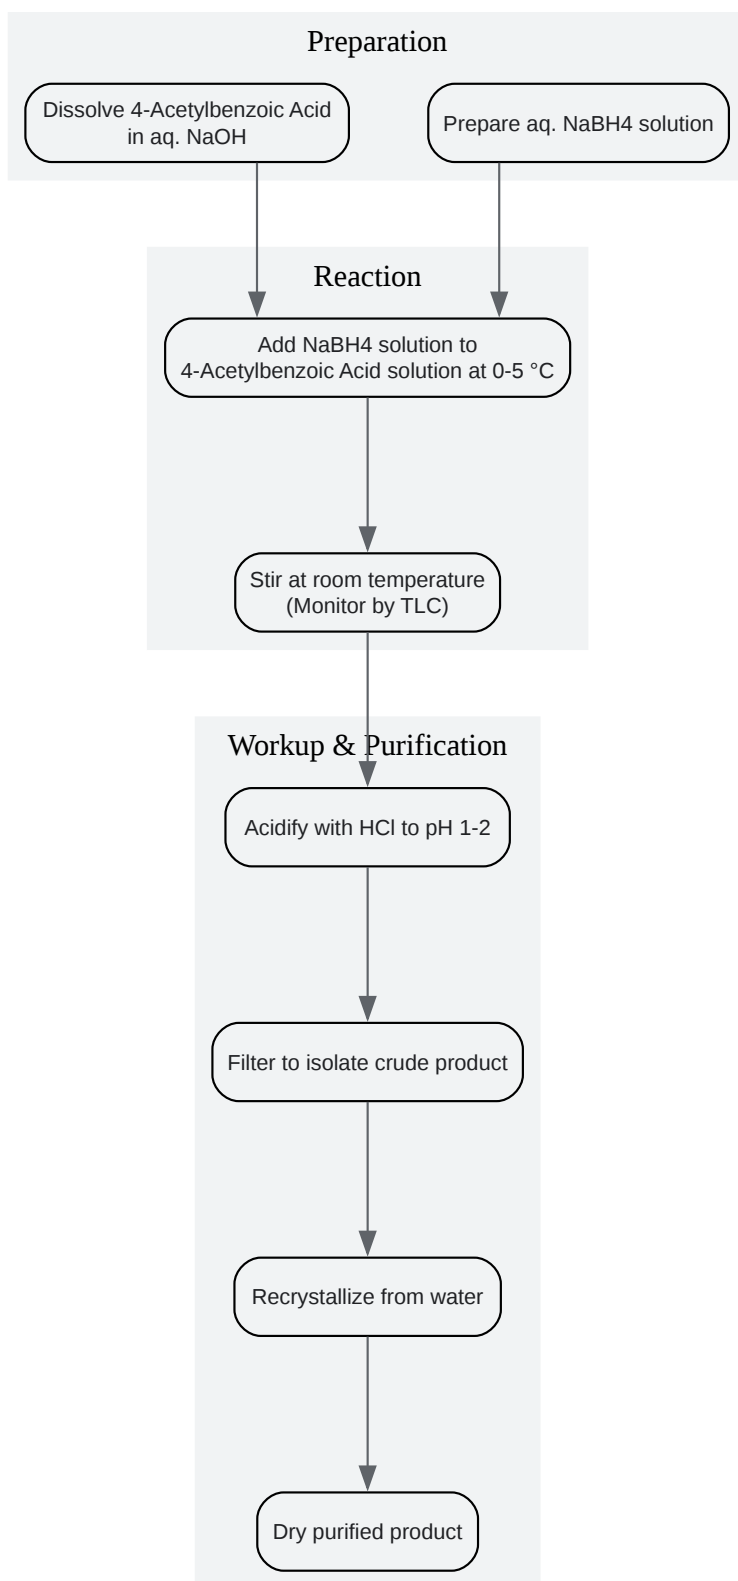 Preparation
Dissolve 4-Acetylbenzoic Acid
in aq. NaOH
Prepare aq. NaBH4 solution
Reaction
Add NaBH4 solution to
4-Acetylbenzoic Acid solution at 0-5 °C
Stir at room temperature
(Monitor by TLC)
Workup & Purification
Acidify with HCl to pH 1-2
Filter to isolate crude product
Recrystallize from water
Dry purified product